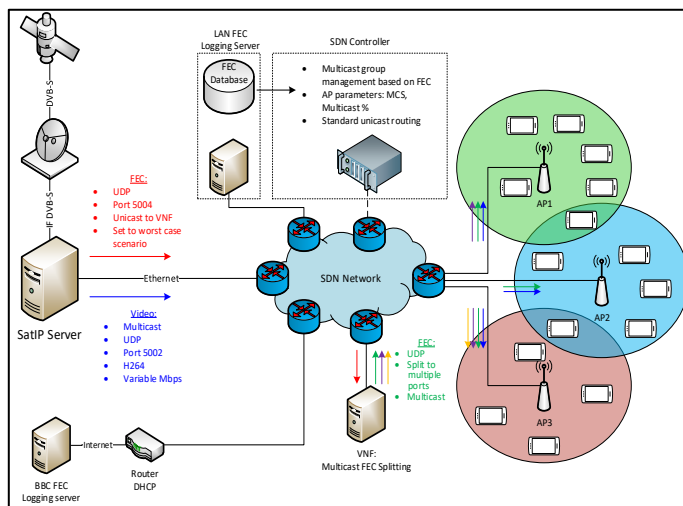 LAN FEC
Logging Server
FEC
Database
SDN Controller
• Multicast group
management based on FEC
• AP parameters: MCS,
Multicast %
• Standard unicast routing
DVB-S
IF DVB-S
FEC:
• UDP
• Port 5004
• Unicast to VNF
• Set to worst case
scenario
Ethernet
SatIP Server
Video:
• Multicast
• UDP
• Port 5002
• H264
• Variable Mbps
SDN Network
AP1
AP2
AP3
FEC:
• UDP
• Split to
multiple
ports
• Multicast
VNF:
Multicast FEC Splitting
Internet
Router
DHCP
BBC FEC
Logging server